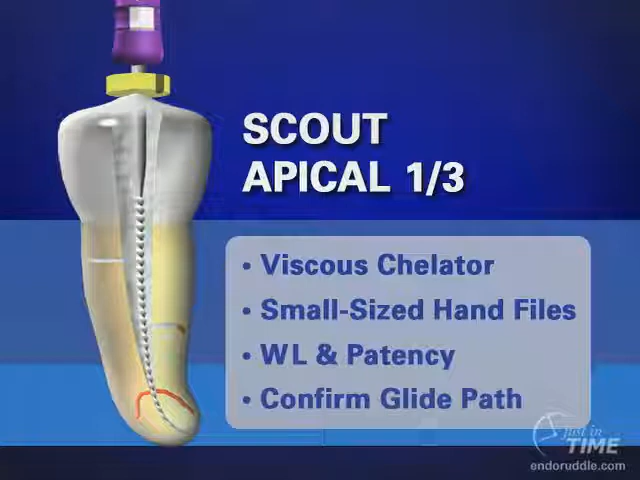 SCOUT
APICAL 1/3
• Viscous Chelator
• Small-Sized Hand Files
• WL & Patency
• Confirm Glide Path
Just in
TIME
endoruddle.com